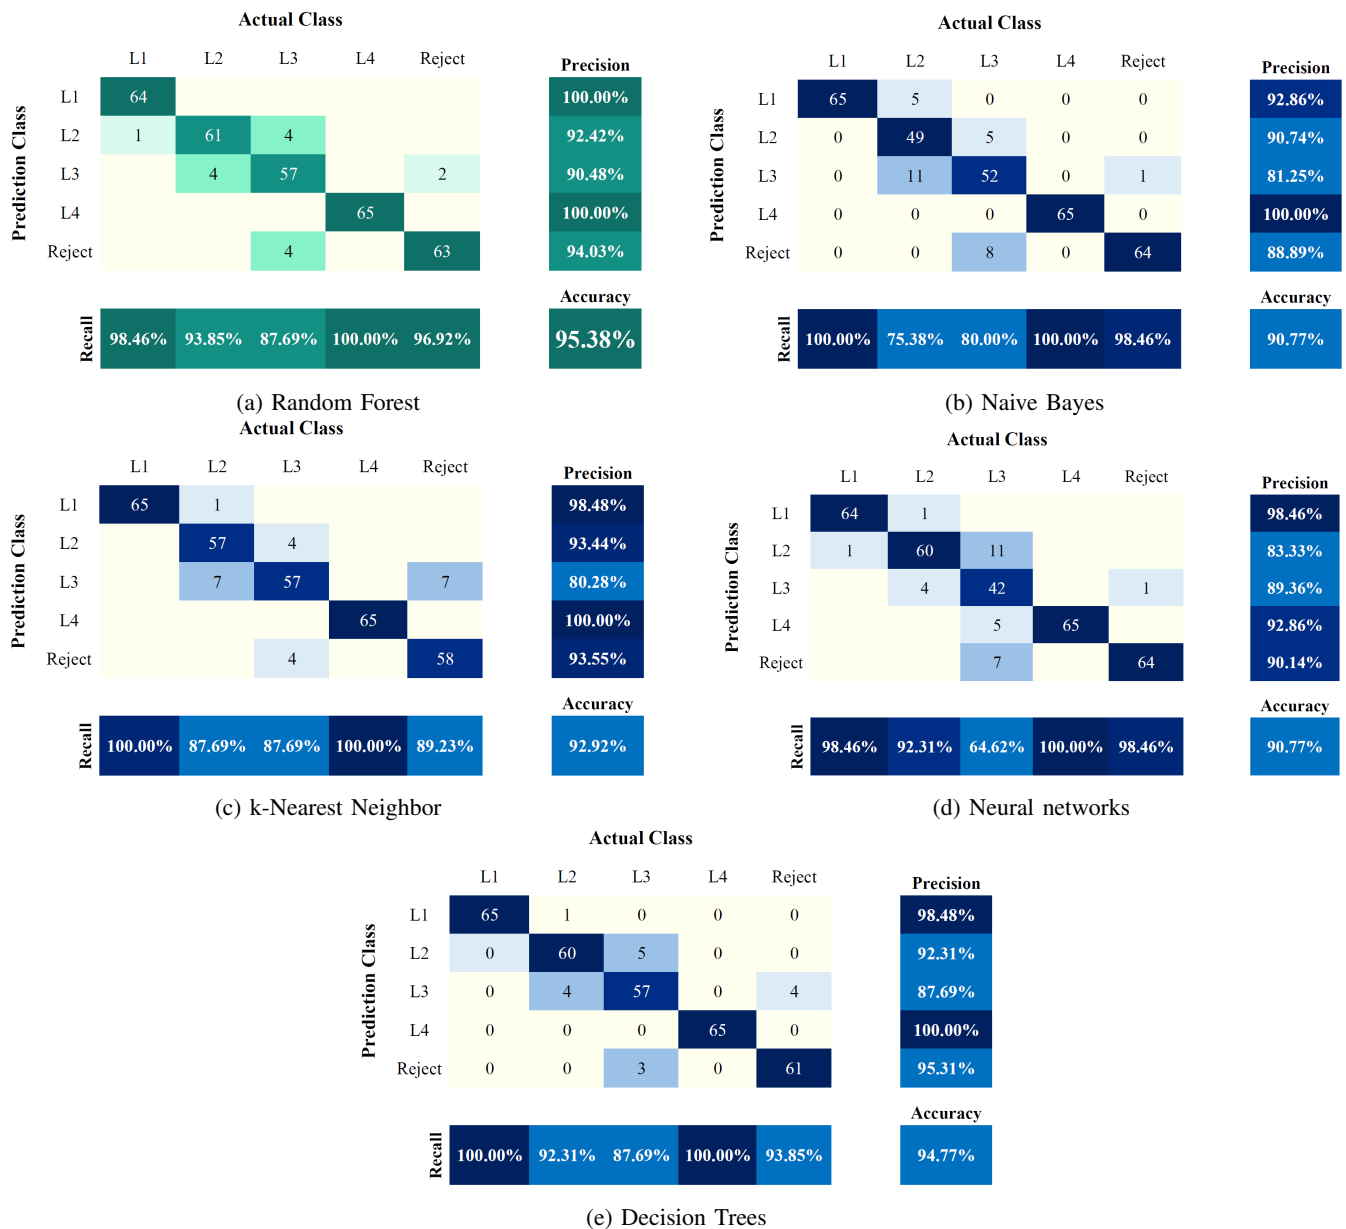 Actual Class
L1 L2 L3 L4 Reject
Precision
Prediction Class
L1 64 100.00%
L2 1 61 4 92.42%
L3 4 57 2 90.48%
L4 65 100.00%
Reject 4 63 94.03%
Accuracy
Recall 98.46% 93.85% 87.69% 100.00% 96.92% 95.38%
(a) Random Forest
Actual Class
L1 L2 L3 L4 Reject
Precision
Prediction Class
L1 65 5 0 0 0 92.86%
L2 0 49 5 0 0 90.74%
L3 0 11 52 0 1 81.25%
L4 0 0 0 65 0 100.00%
Reject 0 0 8 0 64 88.89%
Accuracy
Recall 100.00% 75.38% 80.00% 100.00% 98.46% 90.77%
(b) Naive Bayes
Actual Class
L1 L2 L3 L4 Reject
Precision
Prediction Class
L1 65 1 98.48%
L2 57 4 93.44%
L3 7 57 7 80.28%
L4 65 100.00%
Reject 4 58 93.55%
Accuracy
Recall 100.00% 87.69% 87.69% 100.00% 89.23% 92.92%
(c) k-Nearest Neighbor
Actual Class
L1 L2 L3 L4 Reject
Precision
Prediction Class
L1 64 1 98.46%
L2 1 60 11 83.33%
L3 4 42 1 89.36%
L4 5 65 92.86%
Reject 7 64 90.14%
Accuracy
Recall 98.46% 92.31% 64.62% 100.00% 98.46% 90.77%
(d) Neural networks
Actual Class
L1 L2 L3 L4 Reject
Precision
Prediction Class
L1 65 1 0 0 0 98.48%
L2 0 60 5 0 0 92.31%
L3 0 4 57 0 4 87.69%
L4 0 0 0 65 0 100.00%
Reject 0 0 3 0 61 95.31%
Accuracy
Recall 100.00% 92.31% 87.69% 100.00% 93.85% 94.77%
(e) Decision Trees